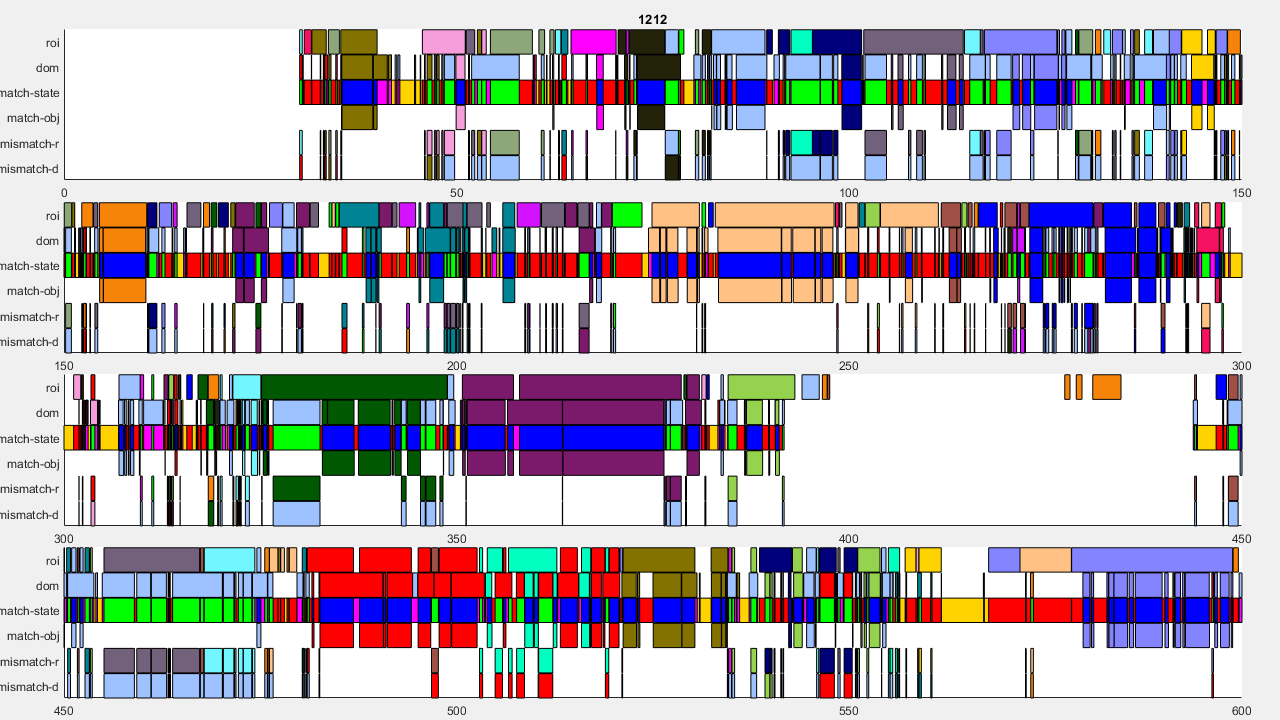 1212
roi
dom
match-state
match-obj
mismatch-r
mismatch-d
0 50 100 150
roi
dom
match-state
match-obj
mismatch-r
mismatch-d
150 200 250 300
roi
dom
match-state
match-obj
mismatch-r
mismatch-d
300 350 400 450
roi
dom
match-state
match-obj
mismatch-r
mismatch-d
450 500 550 600